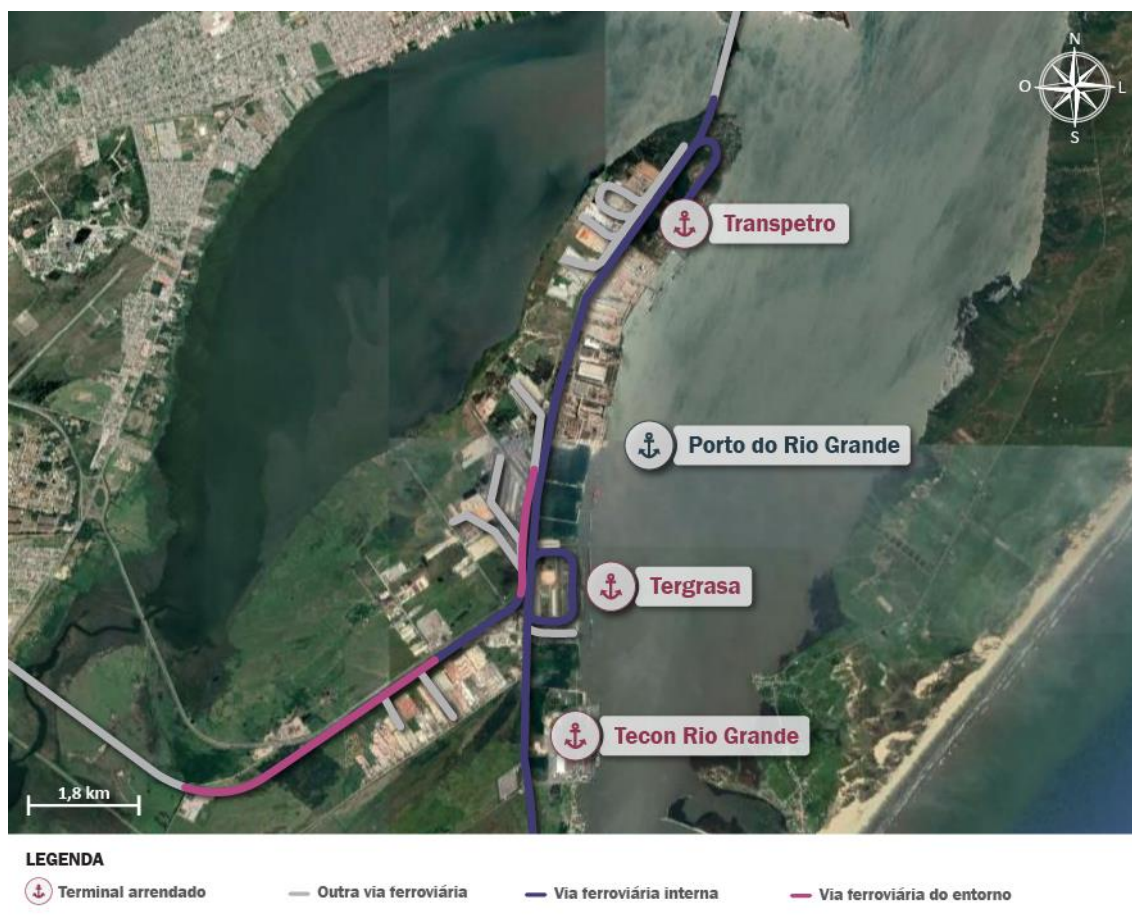 N
O L
S
Transpetro
Porto do Rio Grande
Tergrasa
Tecon Rio Grande
1,8 km
LEGENDA
Terminal arrendado Outra via ferroviária Via ferroviária interna Via ferroviária do entorno